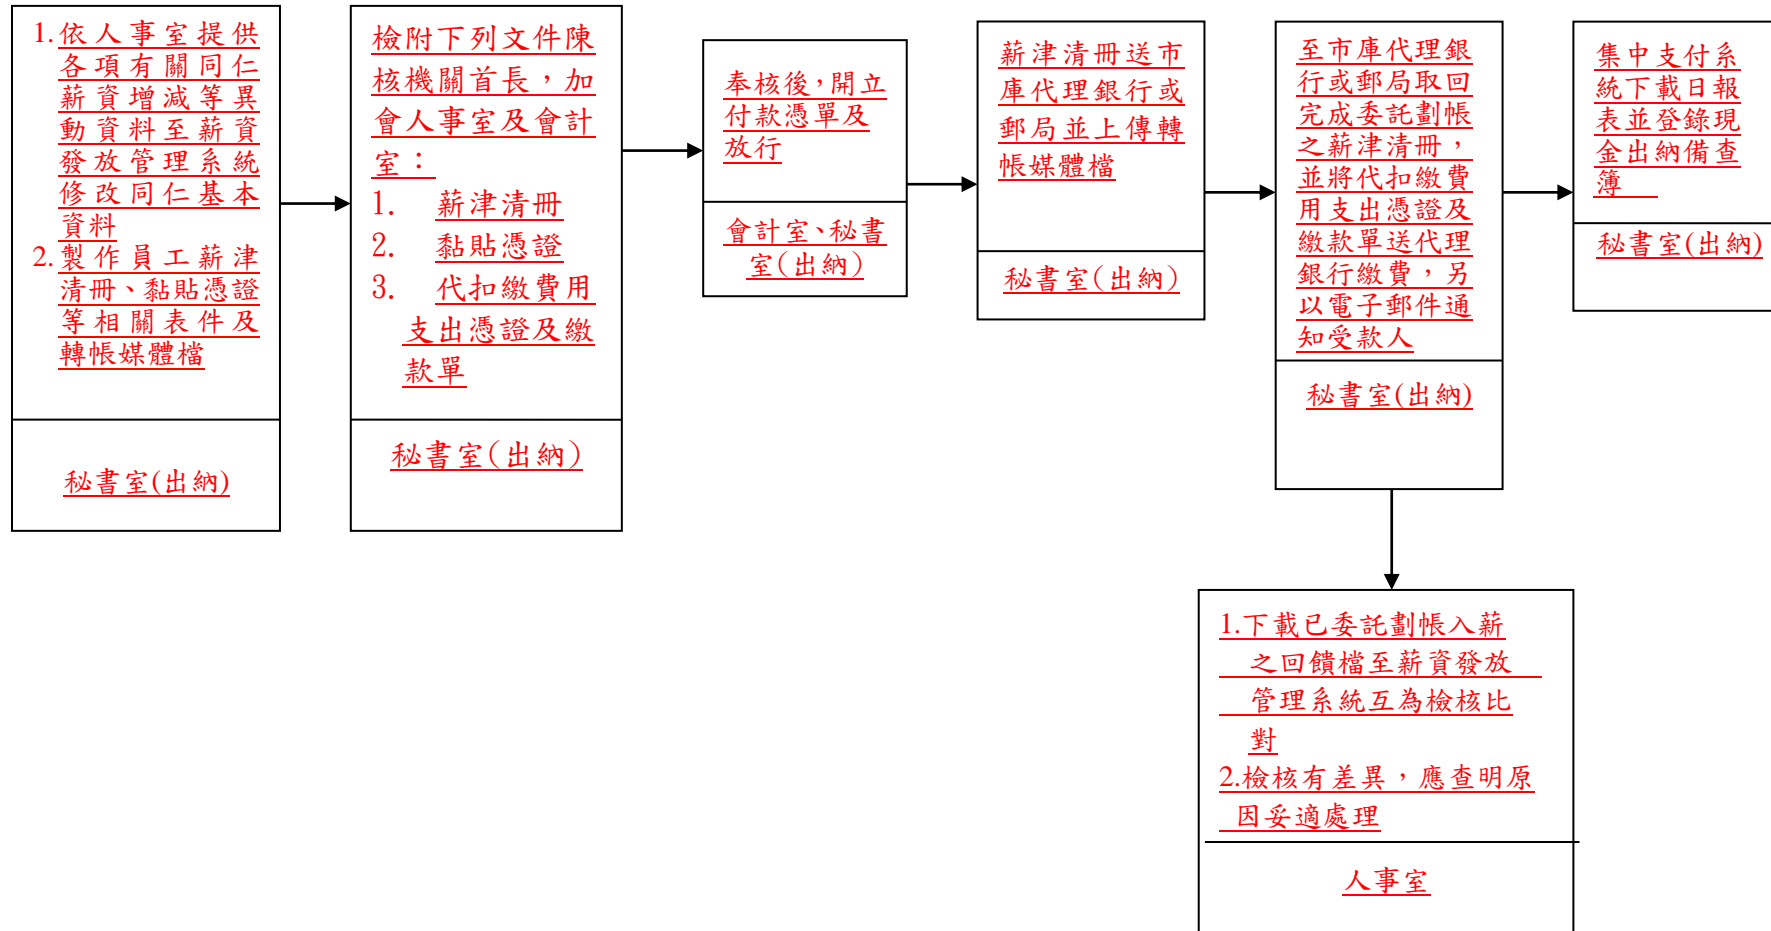 1.依人事室提供
各項有關同仁
薪資增減等異
動資料至薪資
發放管理系統
修改同仁基本
資料
2.製作員工薪津
清冊、黏貼憑證
等相關表件及
轉帳媒體檔
秘書室(出納)
檢附下列文件陳
核機關首長，加
會人事室及會計
室：
1. 薪津清冊
2. 黏貼憑證
3. 代扣繳費用
支出憑證及繳
款單
秘書室(出納)
奉核後，開立
付款憑單及
放行
會計室、秘書
室(出納)
薪津清冊送市
庫代理銀行或
郵局並上傳轉
帳媒體檔
秘書室(出納)
至市庫代理銀
行或郵局取回
完成委託劃帳
之薪津清冊，
並將代扣繳費
用支出憑證及
繳款單送代理
銀行繳費，另
以電子郵件通
知受款人
秘書室(出納)
集中支付系
統下載日報
表並登錄現
金出納備查
簿
秘書室(出納)
1.下載已委託劃帳入薪
之回饋檔至薪資發放
管理系統互為檢核比
對
2.檢核有差異，應查明原
因妥適處理
人事室